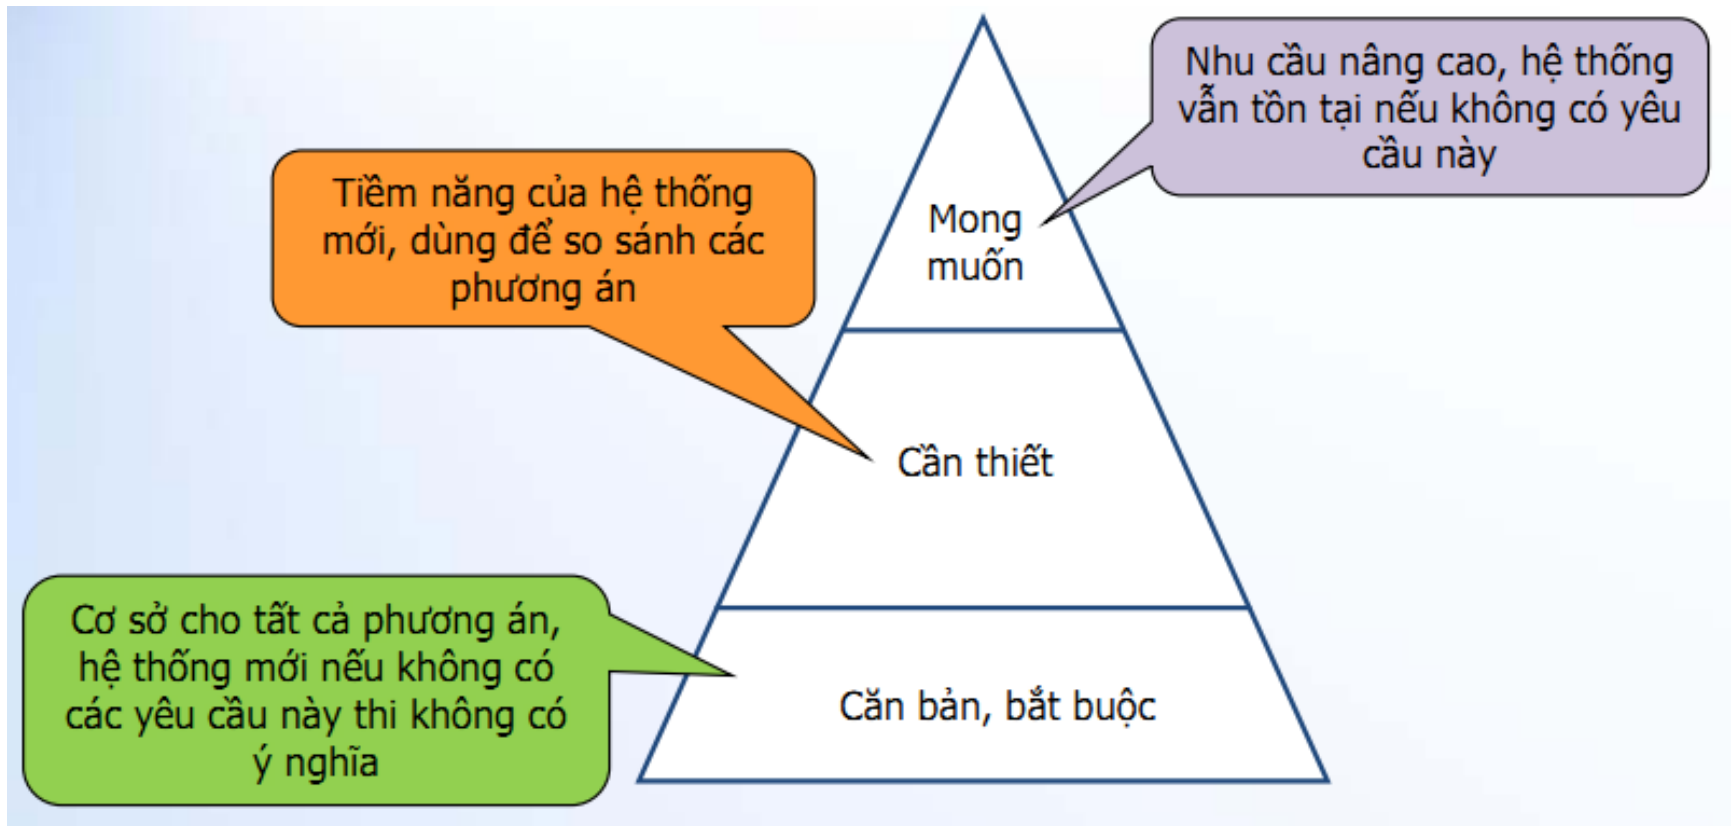 Nhu cầu nâng cao, hệ thống
vẫn tồn tại nếu không có yêu
cầu này
Tiềm năng của hệ thống
mới, dùng để so sánh các
phương án
Mong
muốn
Cần thiết
Cơ sở cho tất cả phương án,
hệ thống mới nếu không có
các yêu cầu này thi không có
ý nghĩa
Căn bản, bắt buộc